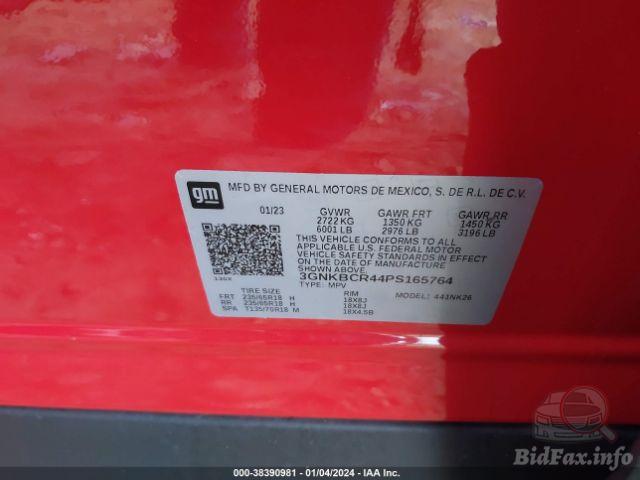 gm
MFD BY GENERAL MOTORS DE MEXICO, S. DE R.L. DE C.V.
01/23 GVWR GAWR FRT GAWR RR
2722 KG 1350 KG 1450 KG
6001 LB 2976 LB 3196 LB
THIS VEHICLE CONFORMS TO ALL
APPLICABLE U.S. FEDERAL MOTOR
VEHICLE SAFETY STANDARDS IN EFFECT
ON THE DATE OF MANUFACTURE
SHOWN ABOVE.
3GNKBCR44PS165764
TYPE: MPV
TIRE SIZE RIM MODEL: 441NK26
FRT 235/65R18 H 18X8J
RR 235/65R18 H 18X8J
SPA T135/70R18 M 18X4.5B
BidFax.info
000-38390981 - 01/04/2024 - IAA Inc.